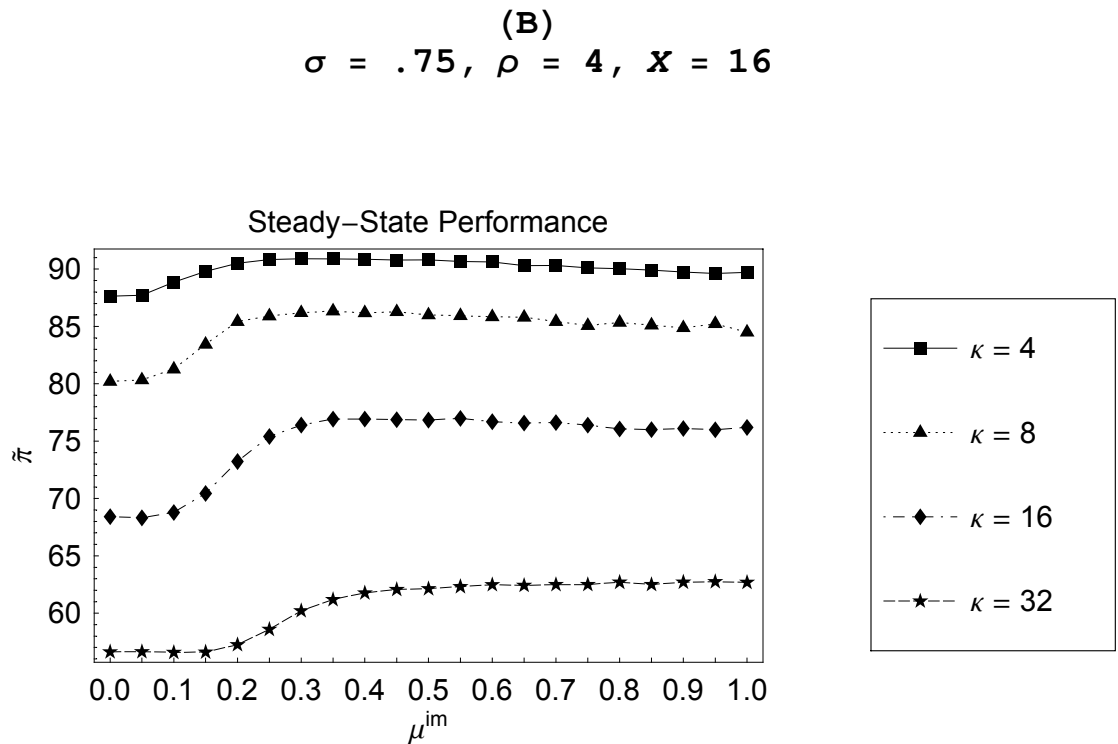 (B)
σ = .75, ρ = 4, X = 16
Steady−State Performance
90
85
80
75
70
65
60
π̃
0.0 0.1 0.2 0.3 0.4 0.5 0.6 0.7 0.8 0.9 1.0
μ^im
κ = 4
κ = 8
κ = 16
κ = 32